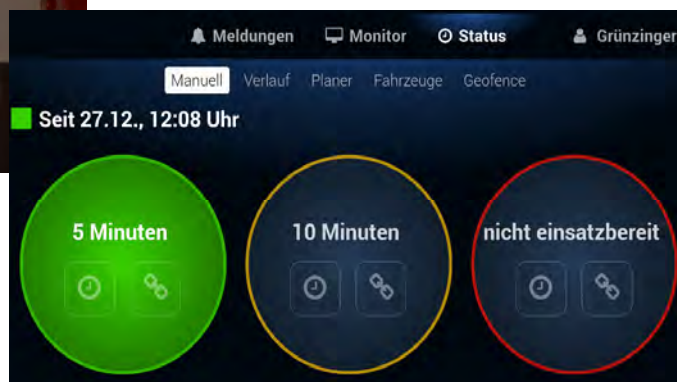 Meldungen Monitor Status Grünzinger
Manuell Verlauf Planer Fahrzeuge Geofence
Seit 27.12., 12:08 Uhr
5 Minuten 10 Minuten nicht einsatzbereit